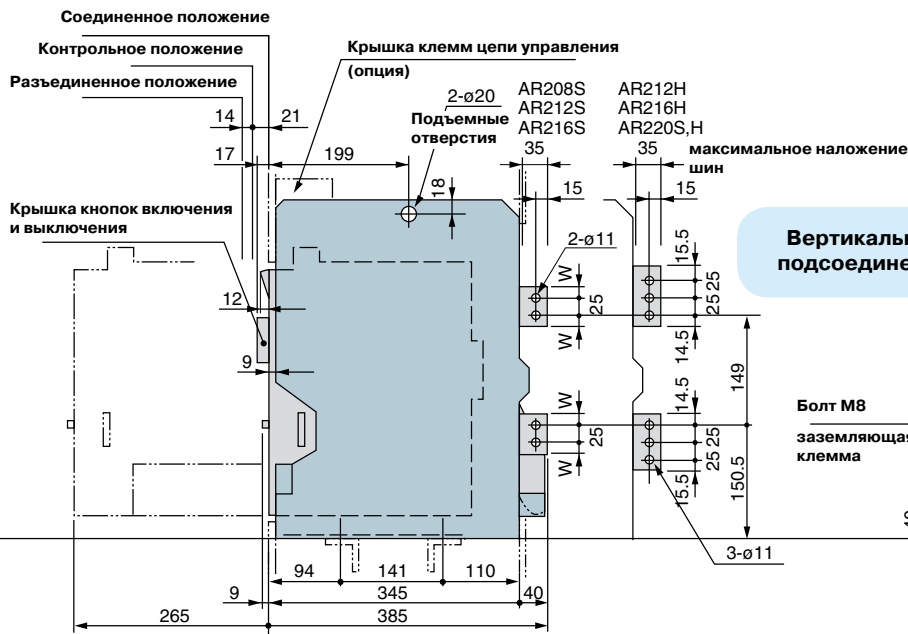 Соединенное положение
Контрольное положение
Разъединенное положение
Крышка клемм цепи управления
(опция)
2-ø20
Подъемные
отверстия
AR208S
AR212S
AR216S
AR212H
AR216H
AR220S,H
35
35
максимальное наложение
шин
14
21
17
199
18
15
15
Крышка кнопок включения
и выключения
2-ø11
12
9
W
25
W
W
25
W
15.5
25
25
14.5
14.5
25
25
15.5
149
150.5
Вертикаль
подсоедине
Болт М8
заземляющая
клемма
3-ø11
94
141
110
9
345
40
265
385